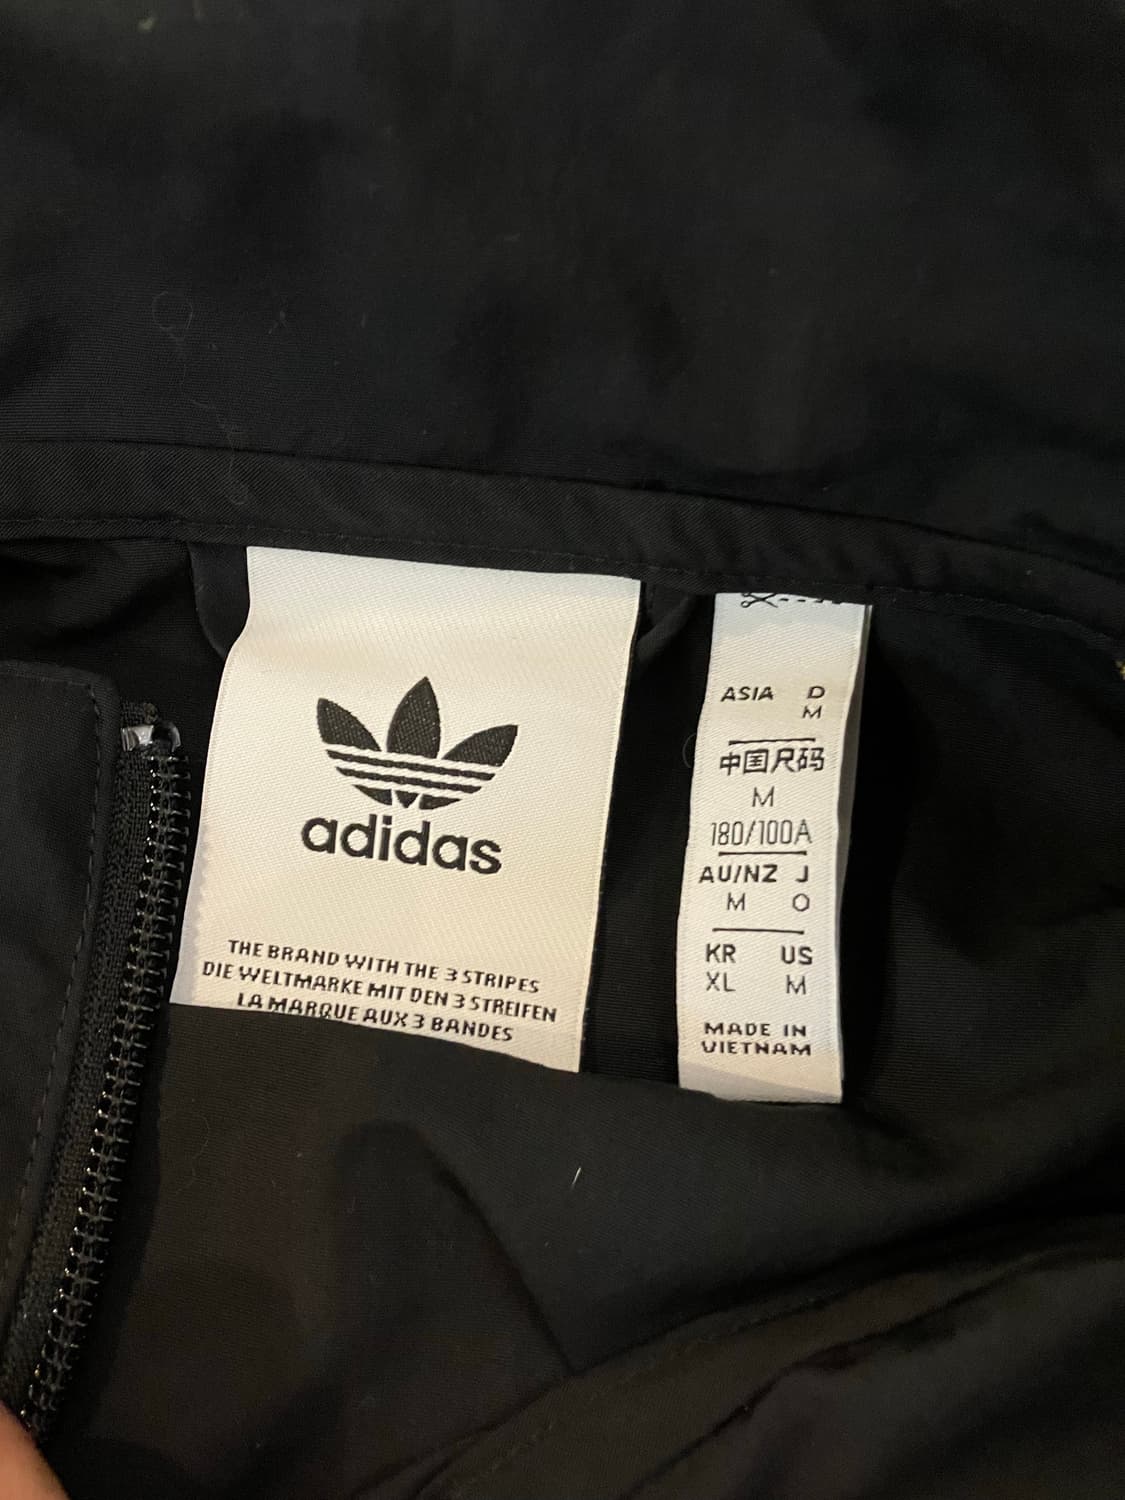 adidas
THE BRAND WITH THE 3 STRIPES
DIE WELTMARKE MIT DEN 3 STREIFEN
LA MARQUE AUX 3 BANDES
ASIA D
M
中国尺码
M
180/100A
AU/NZ J
M O
KR US
XL M
MADE IN
VIETNAM